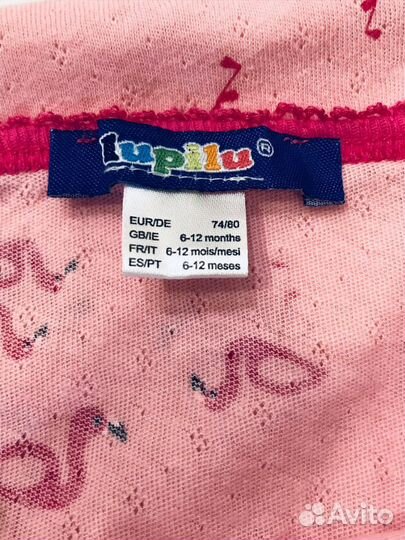 lupilu®
EUR/DE 74/80
GB/IE 6-12 months
FR/IT 6-12 mois/mesi
ES/PT 6-12 meses
Avito